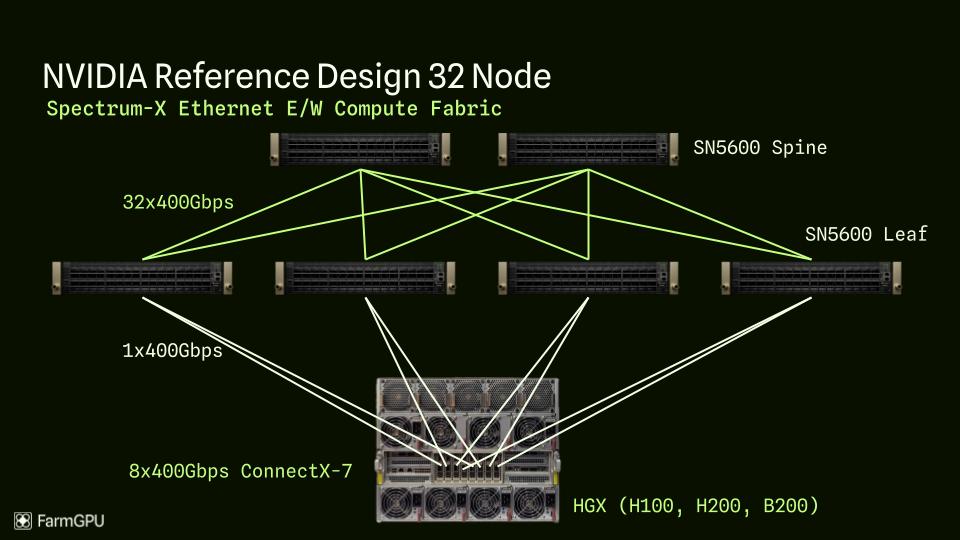 NVIDIA Reference Design 32 Node
Spectrum-X Ethernet E/W Compute Fabric
SN5600 Spine
32x400Gbps
SN5600 Leaf
1x400Gbps
8x400Gbps ConnectX-7
HGX (H100, H200, B200)
FarmGPU